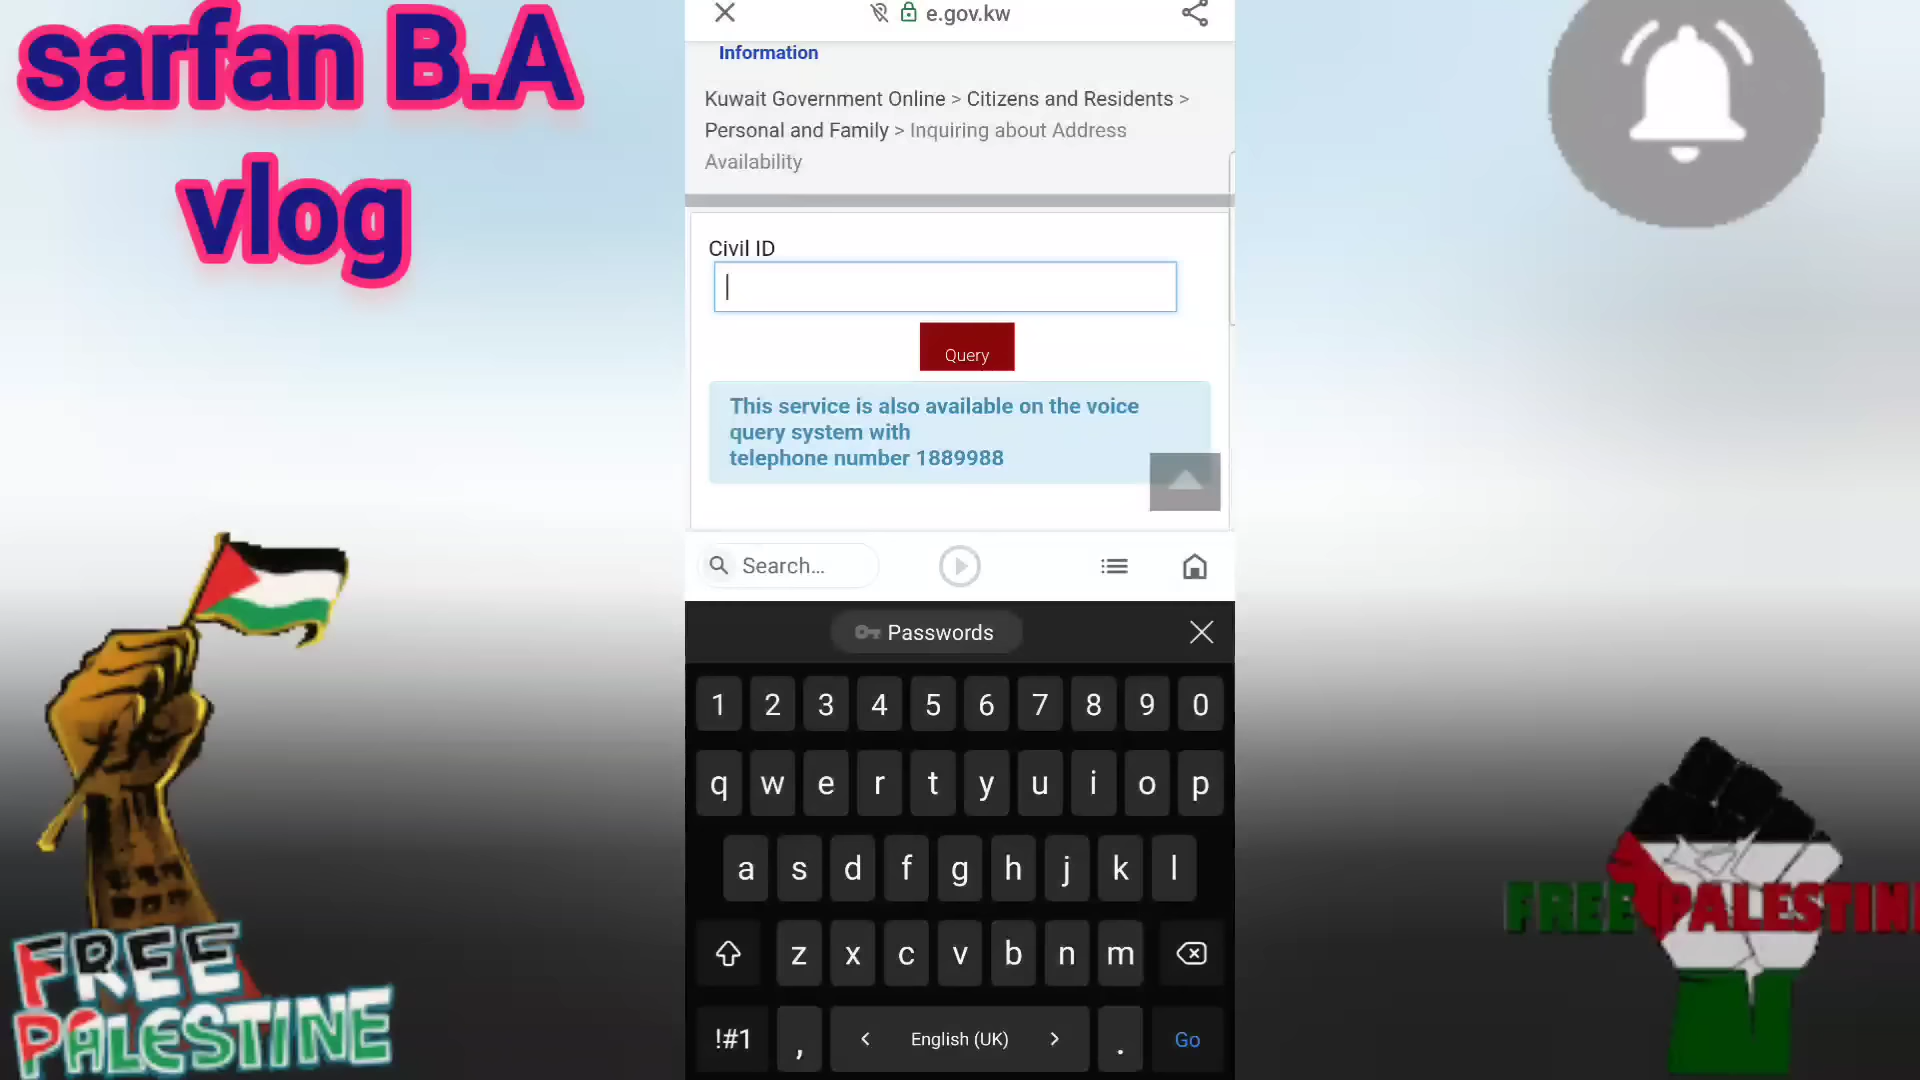 sarfan B.A
vlog
e.gov.kw
Information
Kuwait Government Online > Citizens and Residents >
Personal and Family > Inquiring about Address
Availability
Civil ID
Query
This service is also available on the voice
query system with
telephone number 1889988
Search...
Passwords
1 2 3 4 5 6 7 8 9 0
q w e r t y u i o p
a s d f g h j k l
z x c v b n m
!#1 , < English (UK) > . Go
FREE
PALESTINE
FREE PALESTINE